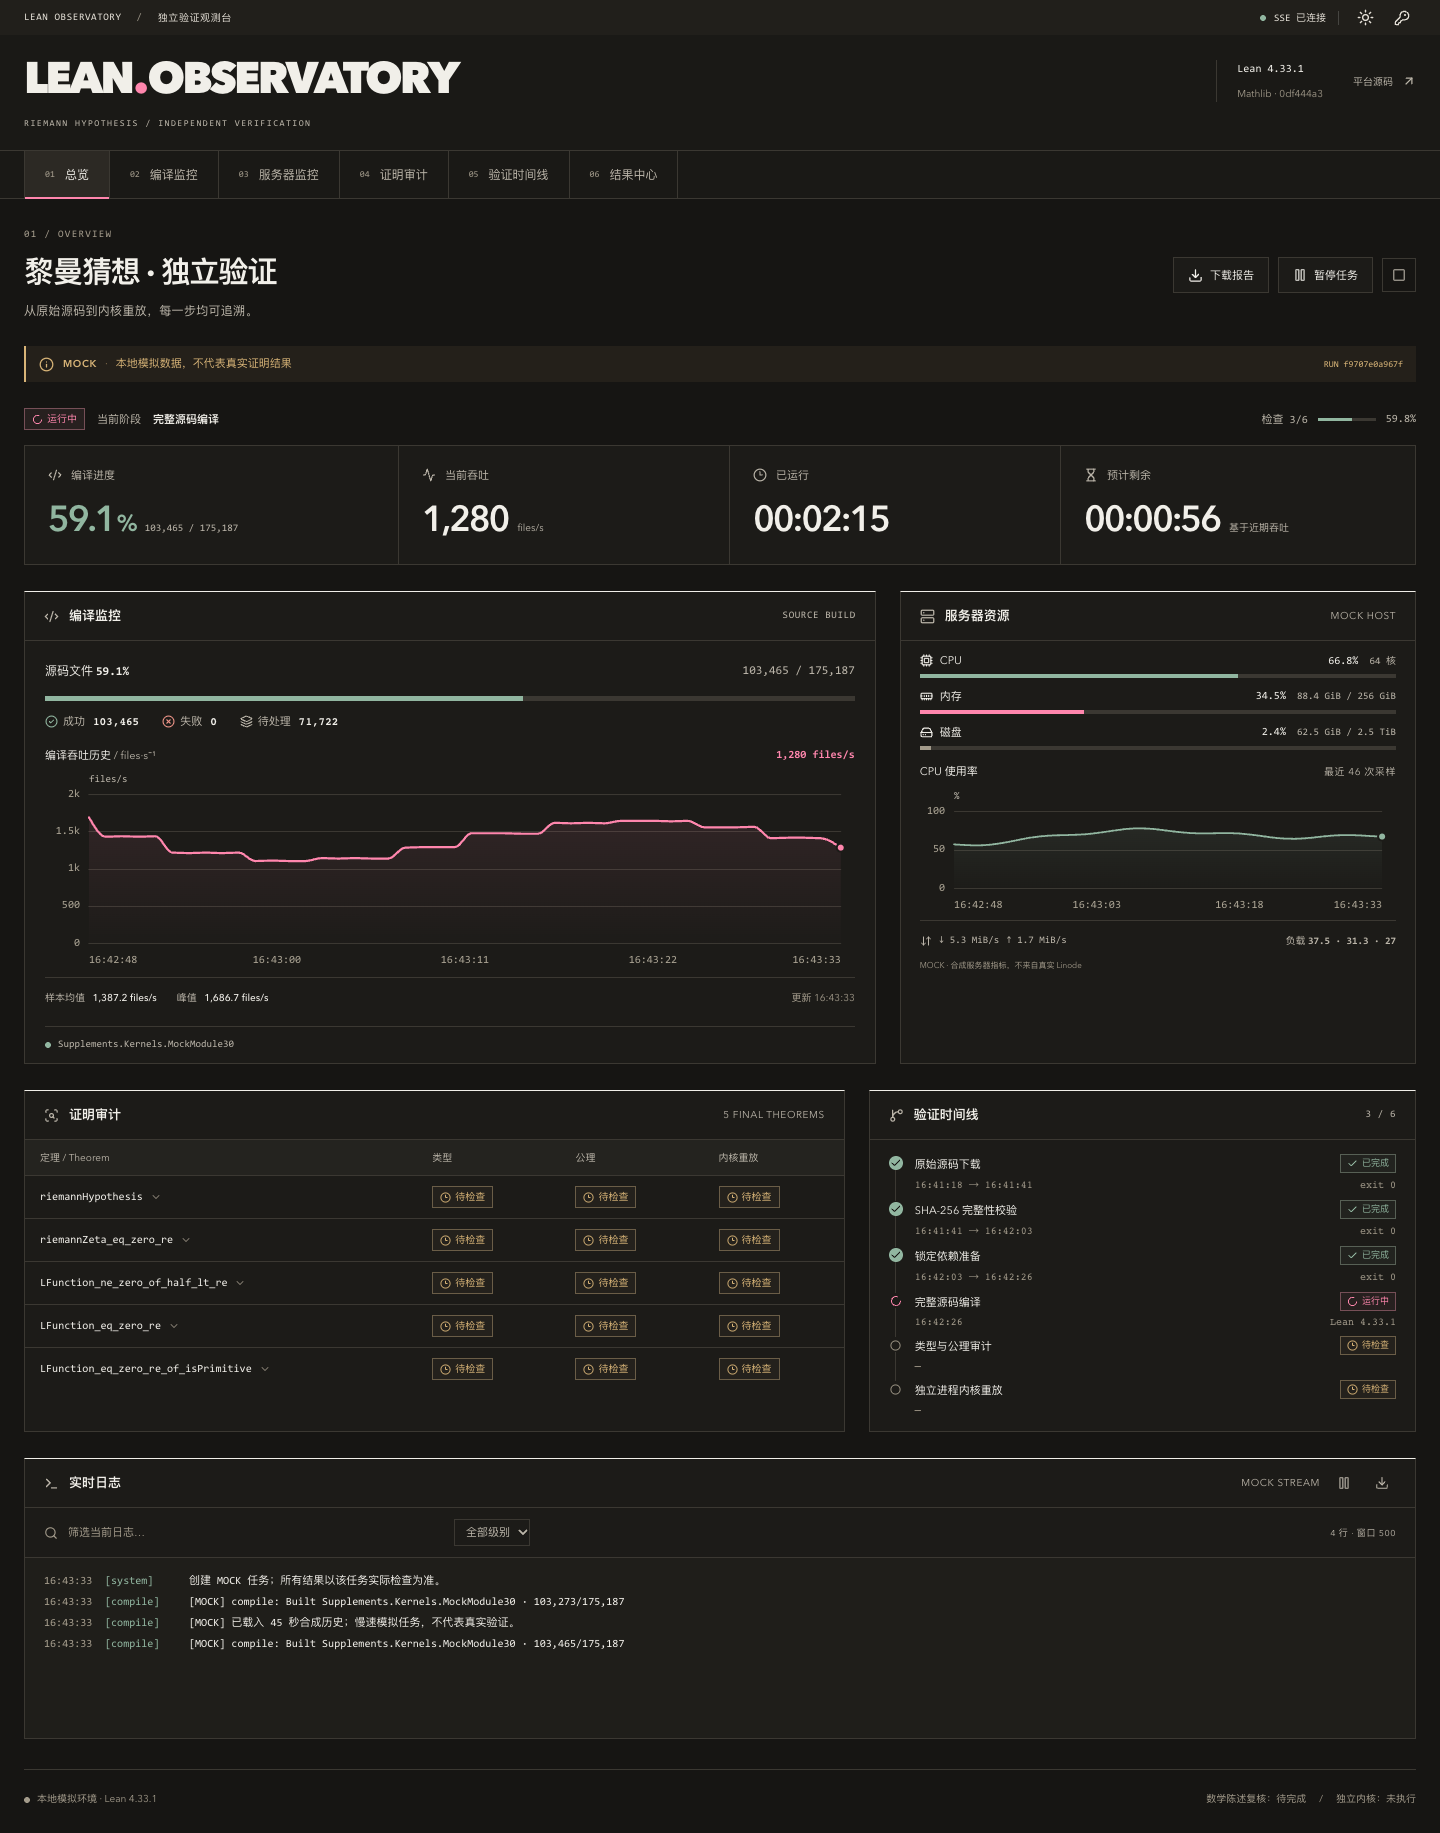 LEAN OBSERVATORY / 独立验证观测台
SSE 已连接
LEAN.OBSERVATORY
RIEMANN HYPOTHESIS / INDEPENDENT VERIFICATION
Lean 4.33.1
Mathlib · 0df444a3
平台源码
01 总览
02 编译监控
03 服务器监控
04 证明审计
05 验证时间线
06 结果中心
01 / OVERVIEW
黎曼猜想 · 独立验证
从原始源码到内核重放，每一步均可追溯。
下载报告
暂停任务
MOCK · 本地模拟数据，不代表真实证明结果
RUN f9707e0a967f
运行中 当前阶段 完整源码编译
检查 3/6 59.8%
编译进度
59.1% 103,465 / 175,187
当前吞吐
1,280 files/s
已运行
00:02:15
预计剩余
00:00:56 基于近期吞吐
编译监控
SOURCE BUILD
源码文件 59.1%
103,465 / 175,187
成功 103,465 失败 0 待处理 71,722
编译吞吐历史 / files·s⁻¹
1,280 files/s
files/s
2k
1.5k
1k
500
0
16:42:48 16:43:00 16:43:11 16:43:22 16:43:33
样本均值 1,387.2 files/s 峰值 1,686.7 files/s
更新 16:43:33
Supplements.Kernels.MockModule30
服务器资源
MOCK HOST
CPU 66.8% 64 核
内存 34.5% 88.4 GiB / 256 GiB
磁盘 2.4% 62.5 GiB / 2.5 TiB
CPU 使用率
最近 46 次采样
%
100
50
0
16:42:48 16:43:03 16:43:18 16:43:33
↓ 5.3 MiB/s ↑ 1.7 MiB/s
负载 37.5 · 31.3 · 27
MOCK · 合成服务器指标，不来自真实 Linode
证明审计
5 FINAL THEOREMS
定理 / Theorem 类型 公理 内核重放
riemannHypothesis 待检查 待检查 待检查
riemannZeta_eq_zero_re 待检查 待检查 待检查
LFunction_ne_zero_of_half_lt_re 待检查 待检查 待检查
LFunction_eq_zero_re 待检查 待检查 待检查
LFunction_eq_zero_re_of_isPrimitive 待检查 待检查 待检查
验证时间线
3 / 6
原始源码下载 已完成
16:41:18 → 16:41:41 exit 0
SHA-256 完整性校验 已完成
16:41:41 → 16:42:03 exit 0
锁定依赖准备 已完成
16:42:03 → 16:42:26 exit 0
完整源码编译 运行中
16:42:26 Lean 4.33.1
类型与公理审计 待检查
—
独立进程内核重放 待检查
—
实时日志
MOCK STREAM
筛选当前日志…
全部级别
4 行 · 窗口 500
16:43:33 [system] 创建 MOCK 任务；所有结果以该任务实际检查为准。
16:43:33 [compile] [MOCK] compile: Built Supplements.Kernels.MockModule30 · 103,273/175,187
16:43:33 [compile] [MOCK] 已载入 45 秒合成历史；慢速模拟任务，不代表真实验证。
16:43:33 [compile] [MOCK] compile: Built Supplements.Kernels.MockModule30 · 103,465/175,187
本地模拟环境 · Lean 4.33.1
数学陈述复核：待完成 / 独立内核：未执行